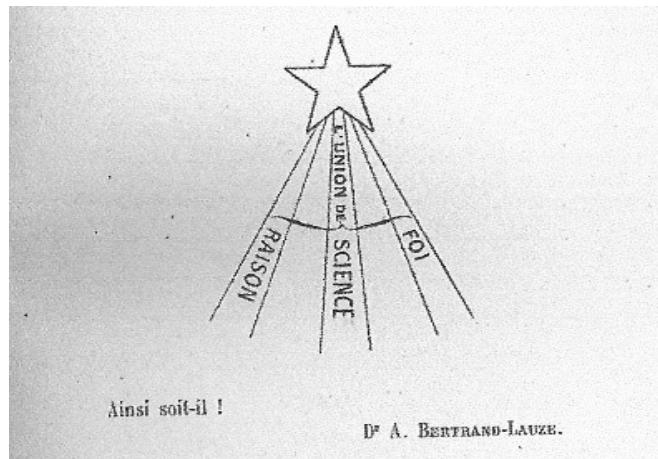 L'UNION DE
RAISON
SCIENCE
FOI
Ainsi soit-il !
Dr A. BERTRAND-LAUZE.